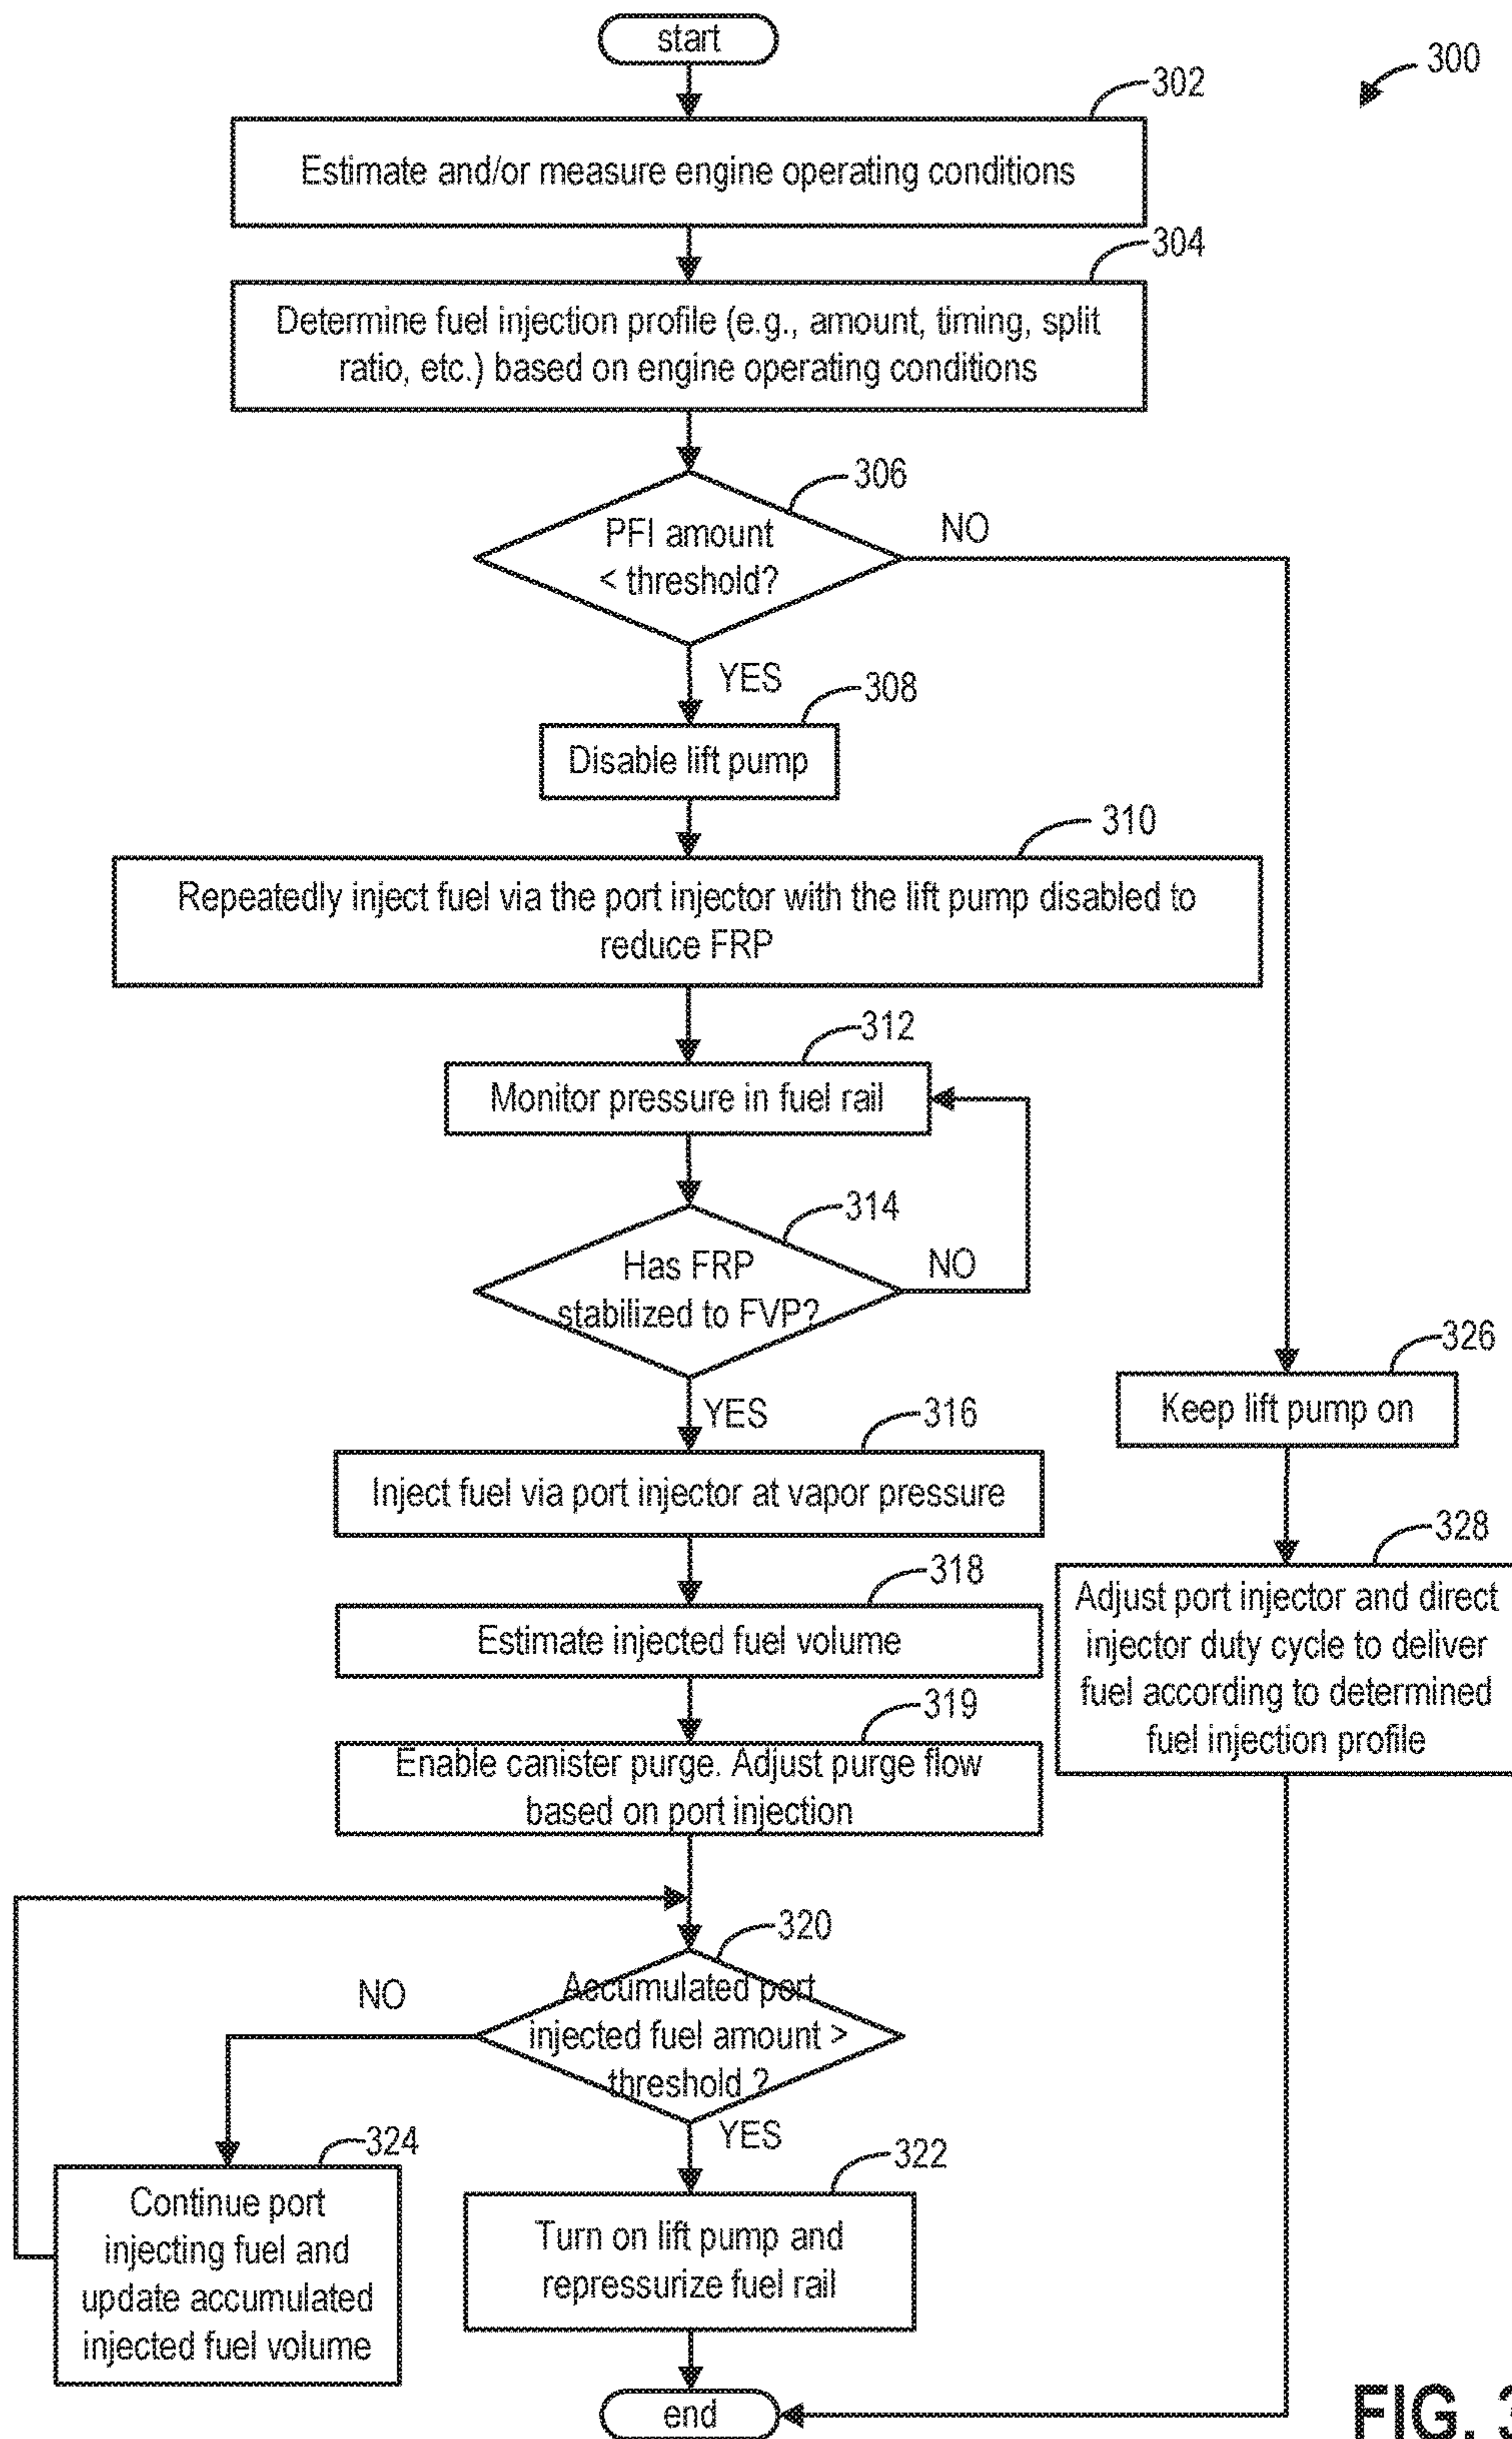 start
300
302
Estimate and/or measure engine operating conditions
304
Determine fuel injection profile (e.g., amount, timing, split
ratio, etc.) based on engine operating conditions
306
PFI amount
< threshold?
NO
YES
308
Disable lift pump
310
Repeatedly inject fuel via the port injector with the lift pump disabled to
reduce FRP
312
Monitor pressure in fuel rail
314
Has FRP
stabilized to FVP?
NO
YES
316
Inject fuel via port injector at vapor pressure
318
Estimate injected fuel volume
319
Enable canister purge. Adjust purge flow
based on port injection
320
Accumulated port
injected fuel amount >
threshold ?
NO
YES
324
Continue port
injecting fuel and
update accumulated
injected fuel volume
322
Turn on lift pump and
repressurize fuel rail
326
Keep lift pump on
328
Adjust port injector and direct
injector duty cycle to deliver
fuel according to determined
fuel injection profile
end
FIG. 3